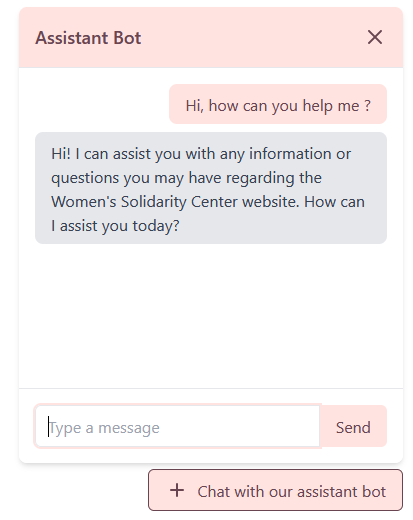 Assistant Bot
Hi, how can you help me ?
Hi! I can assist you with any information or
questions you may have regarding the
Women's Solidarity Center website. How can
I assist you today?
Type a message
Send
Chat with our assistant bot